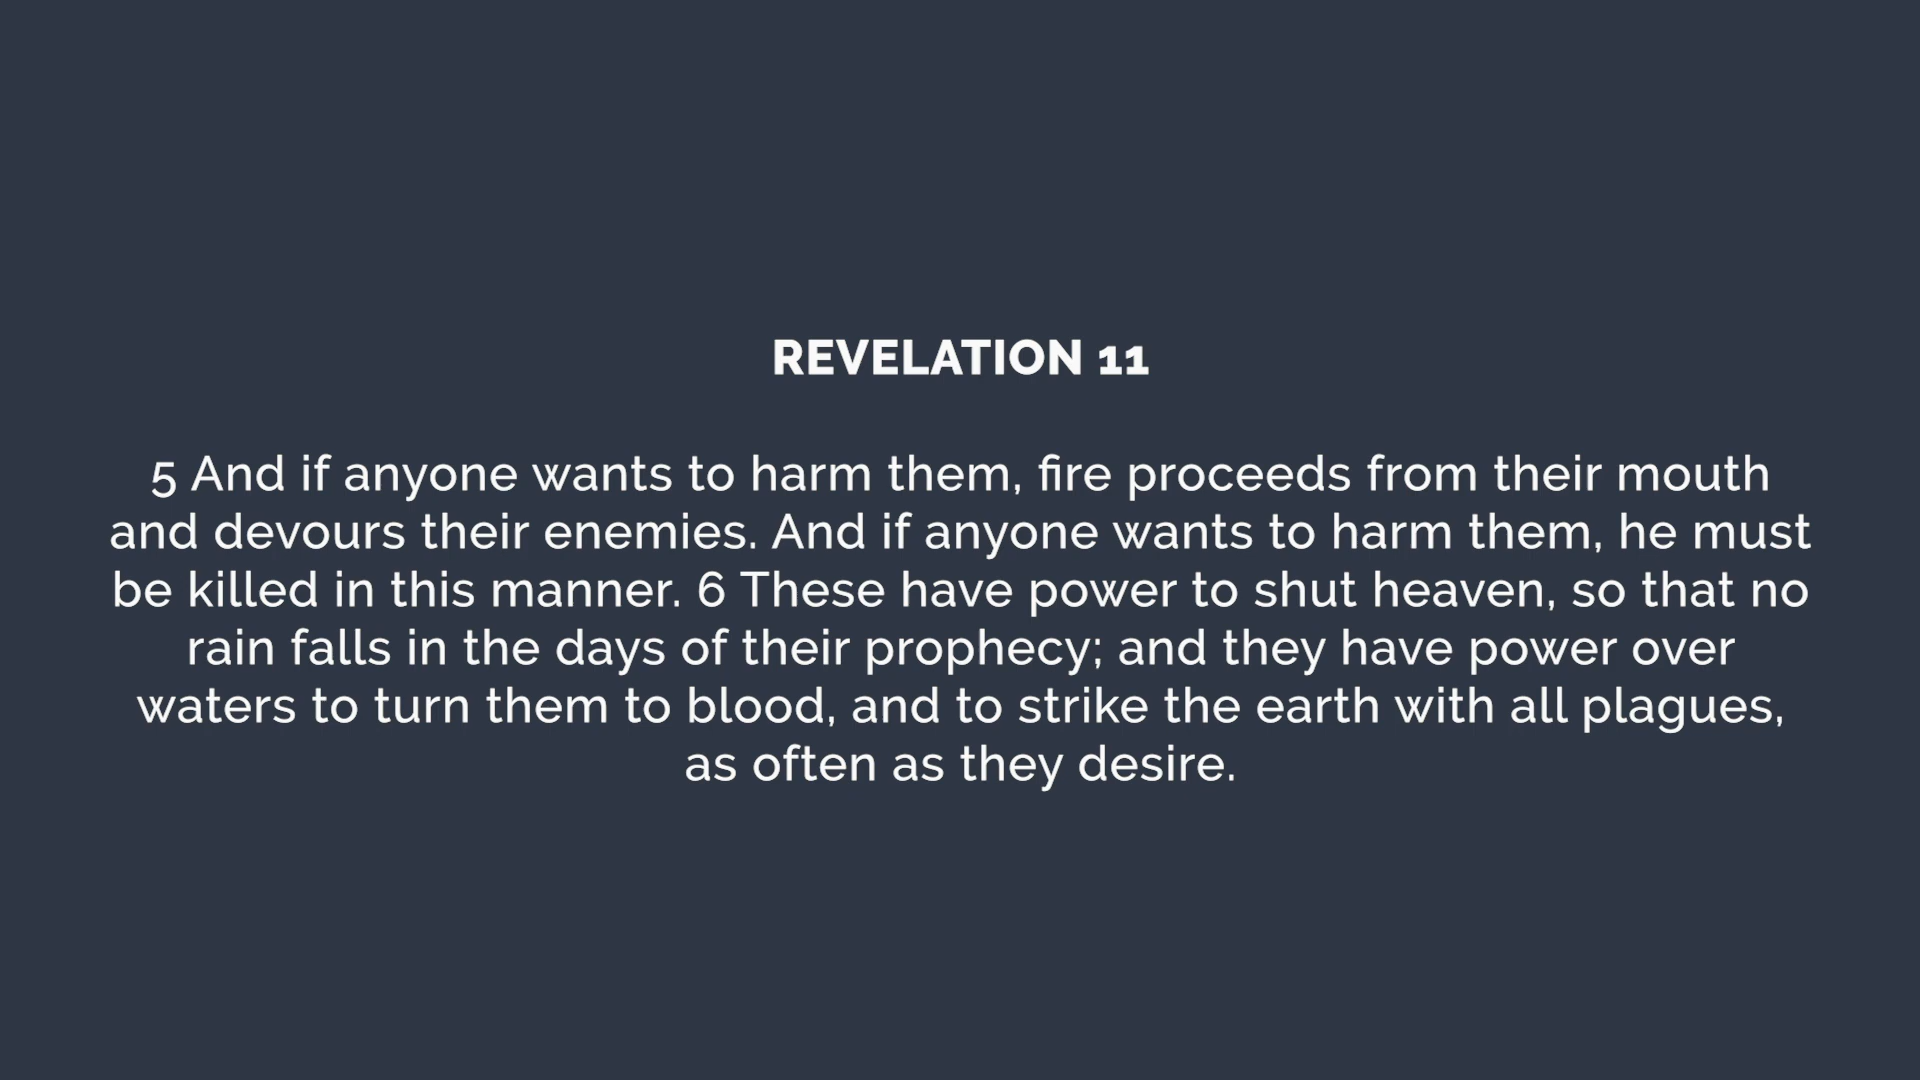 REVELATION 11
5 And if anyone wants to harm them, fire proceeds from their mouth
and devours their enemies. And if anyone wants to harm them, he must
be killed in this manner. 6 These have power to shut heaven, so that no
rain falls in the days of their prophecy; and they have power over
waters to turn them to blood, and to strike the earth with all plagues,
as often as they desire.